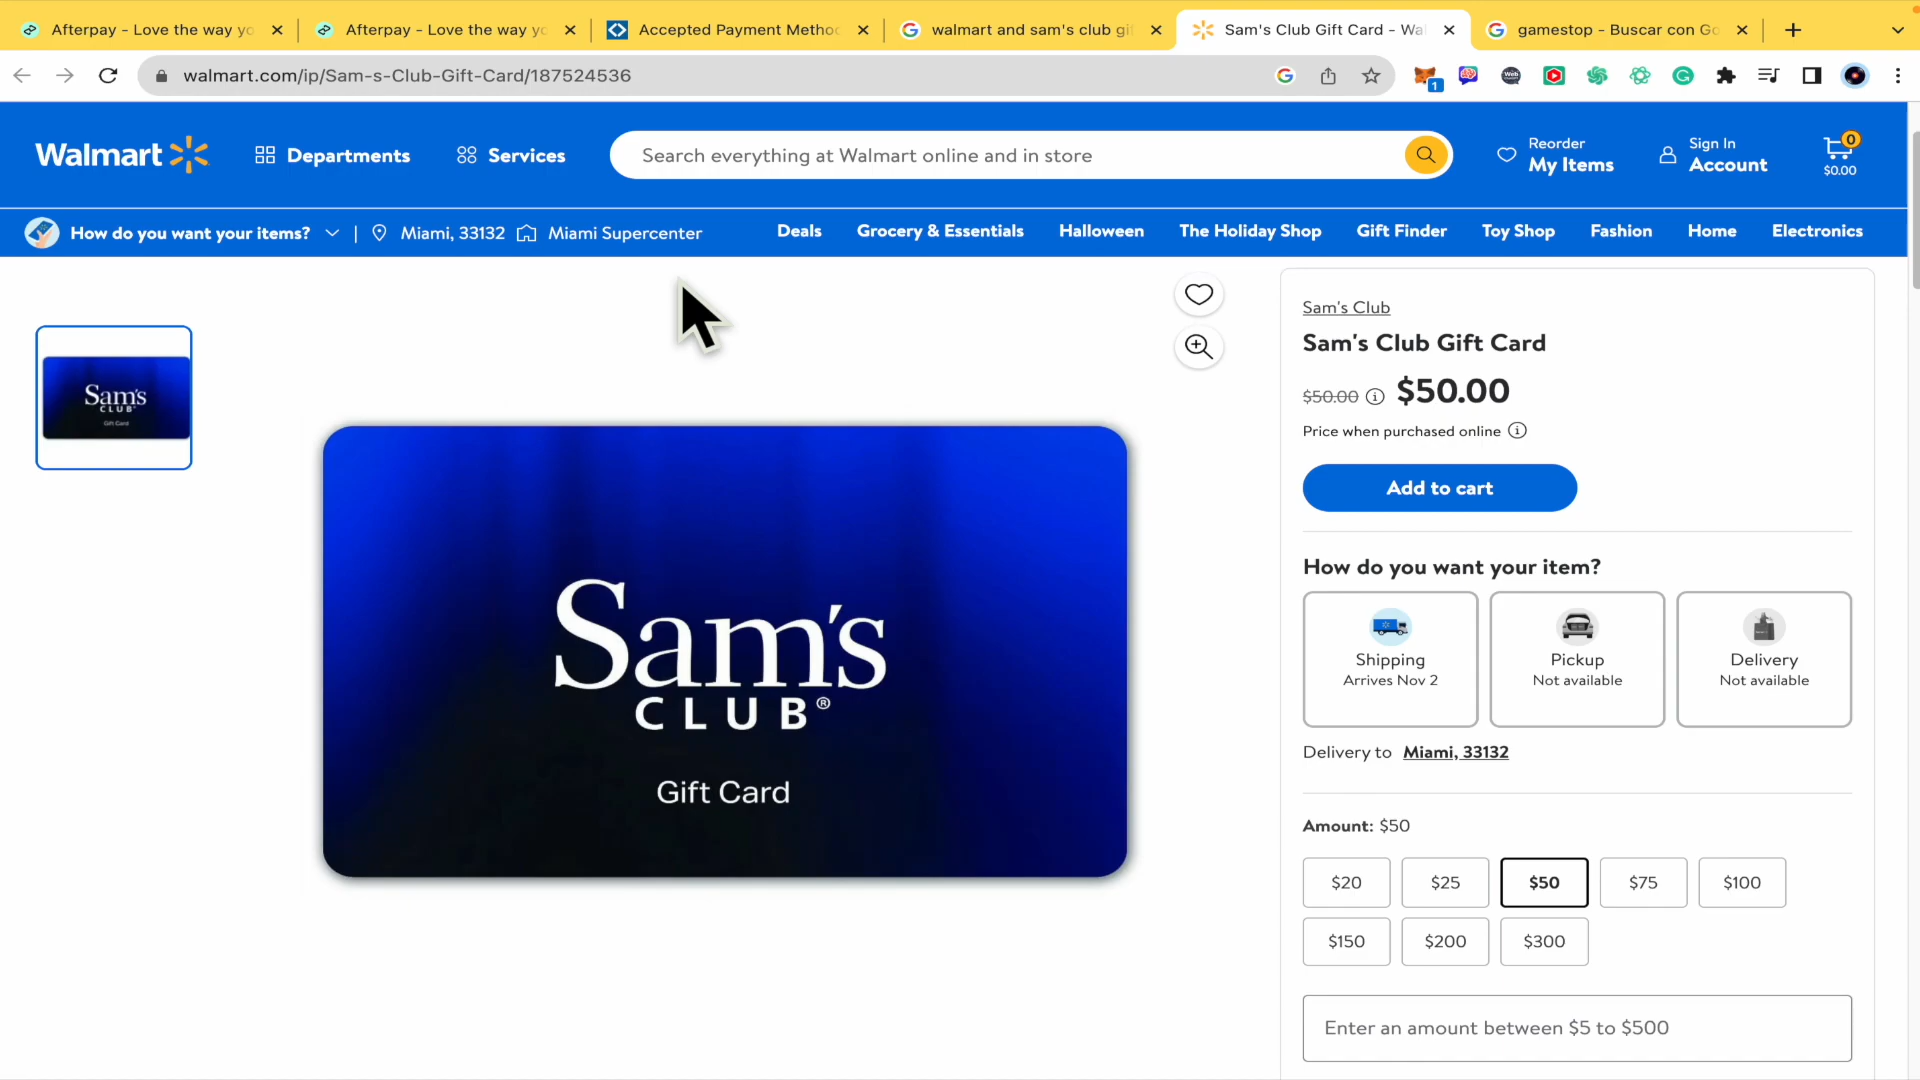 Afterpay - Love the way yo
Afterpay - Love the way yo
Accepted Payment Method
walmart and sam's club gif
Sam's Club Gift Card - Wal
gamestop - Buscar con Go
walmart.com/ip/Sam-s-Club-Gift-Card/187524536
1
Walmart
Departments
Services
Search everything at Walmart online and in store
Reorder
My Items
Sign In
Account
0
$0.00
How do you want your items?
|
Miami, 33132
Miami Supercenter
Deals
Grocery & Essentials
Halloween
The Holiday Shop
Gift Finder
Toy Shop
Fashion
Home
Electronics
Sam's
CLUB
Gift Card
Sam's
CLUB®
Gift Card
Sam's Club
Sam's Club Gift Card
$50.00 $50.00
Price when purchased online
Add to cart
How do you want your item?
Shipping
Arrives Nov 2
Pickup
Not available
Delivery
Not available
Delivery to Miami, 33132
Amount: $50
$20
$25
$50
$75
$100
$150
$200
$300
Enter an amount between $5 to $500